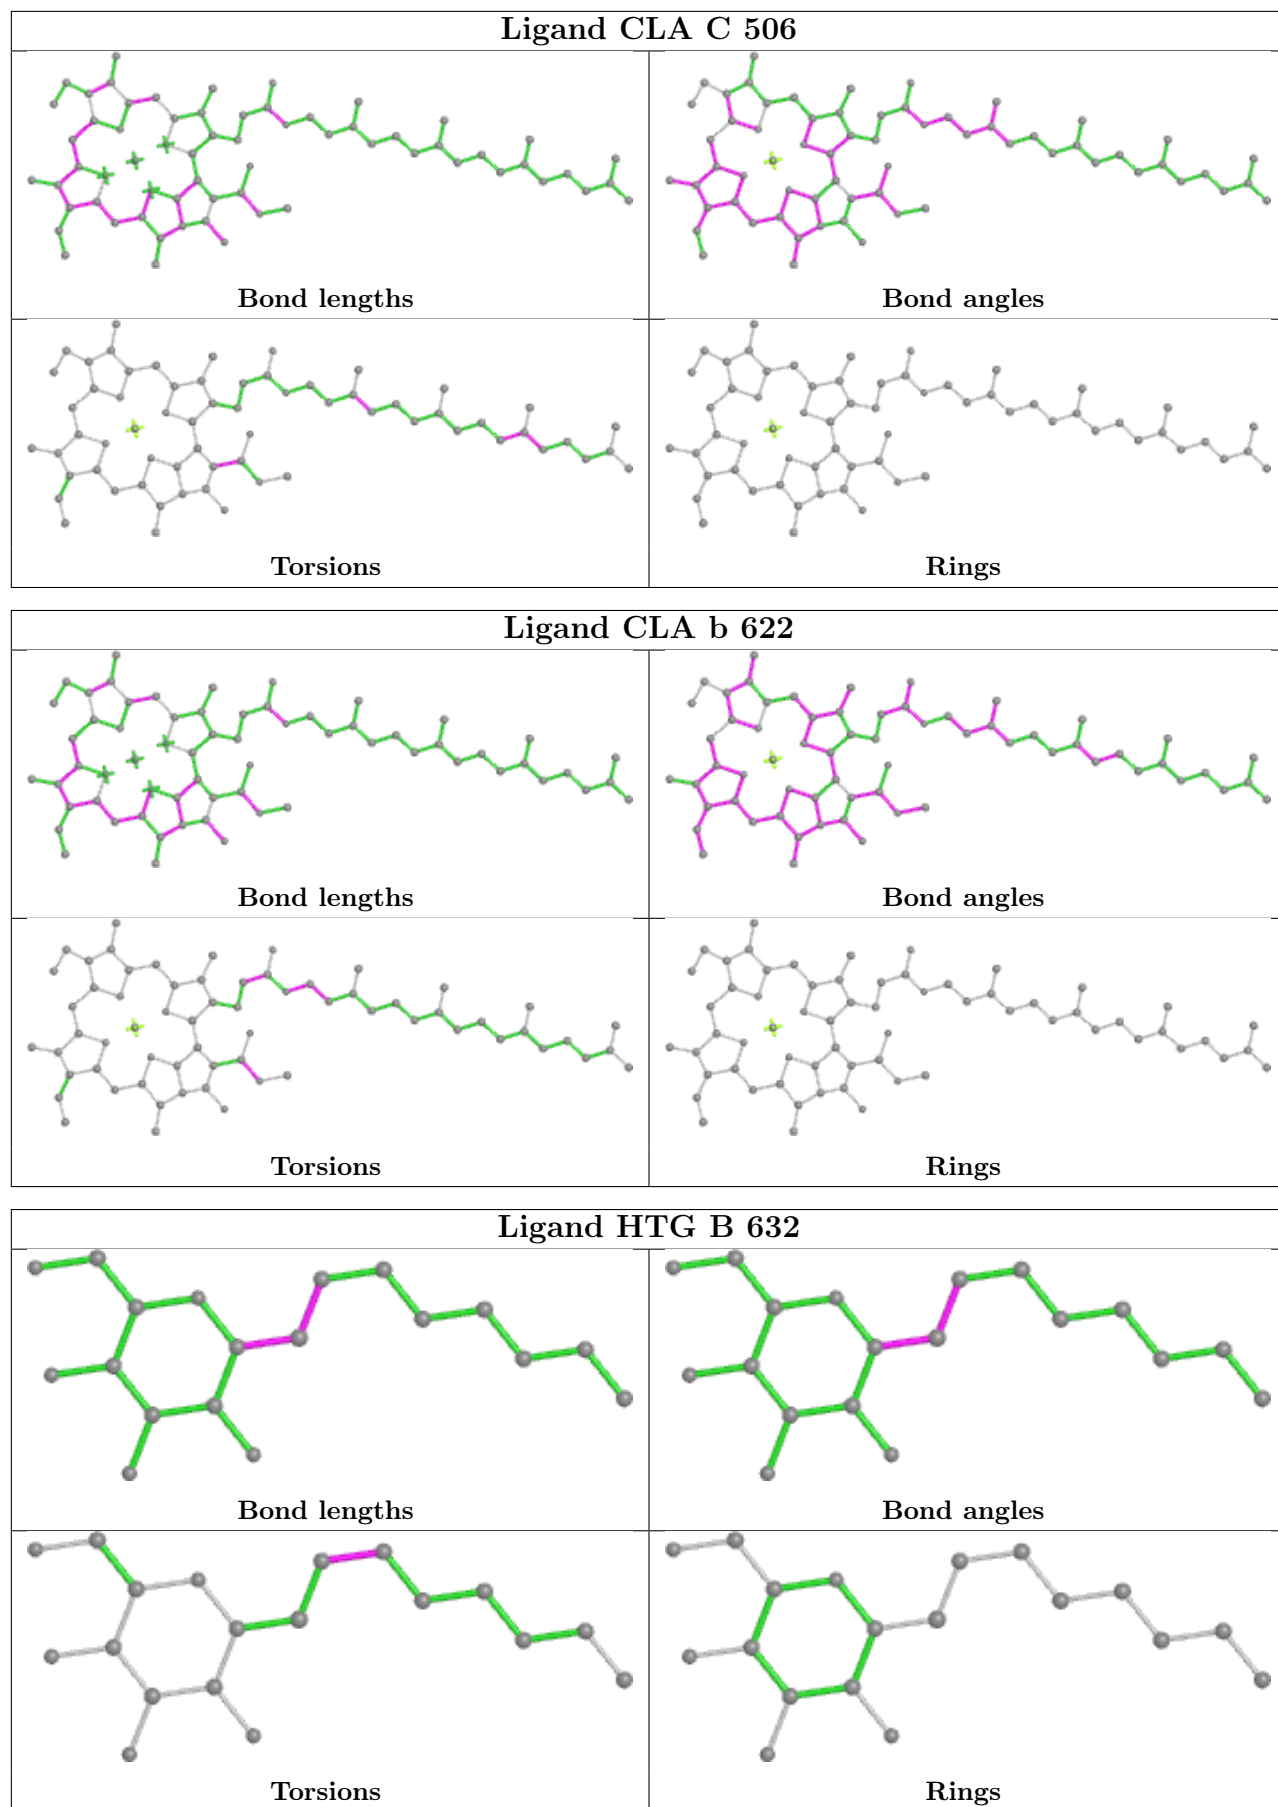 Ligand CLA C 506
Bond lengths
Bond angles
Torsions
Rings
Ligand CLA b 622
Bond lengths
Bond angles
Torsions
Rings
Ligand HTG B 632
Bond lengths
Bond angles
Torsions
Rings